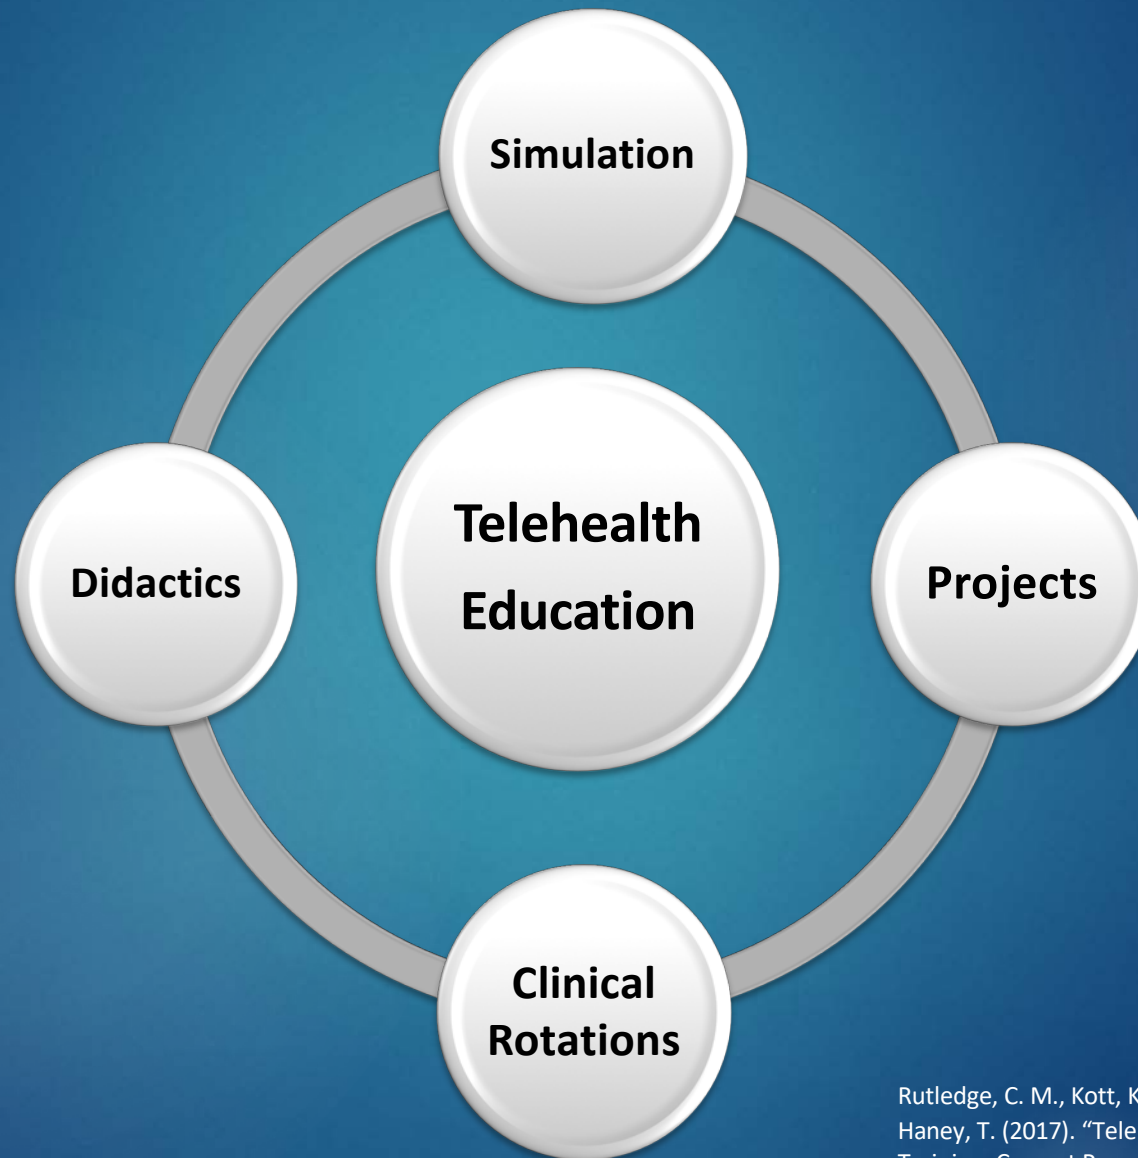 Simulation
Telehealth
Education
Didactics
Projects
Clinical
Rotations
Rutledge, C. M., Kott, K
Haney, T. (2017). “Tele